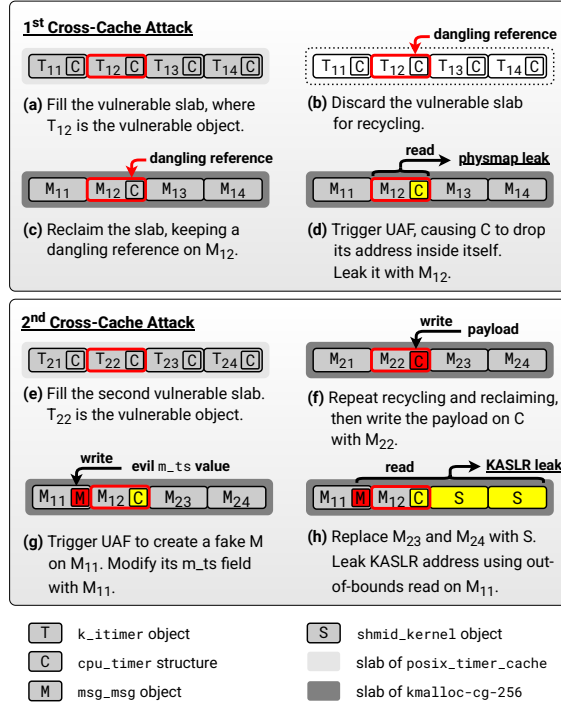 1st Cross-Cache Attack
T11 C T12 C T13 C T14 C
(a) Fill the vulnerable slab, where
T12 is the vulnerable object.
dangling reference
T11 C T12 C T13 C T14 C
(b) Discard the vulnerable slab
for recycling.
dangling reference
M11 M12 C M13 M14
(c) Reclaim the slab, keeping a
dangling reference on M12.
read physmap leak
M11 M12 C M13 M14
(d) Trigger UAF, causing C to drop
its address inside itself.
Leak it with M12.
2nd Cross-Cache Attack
T21 C T22 C T23 C T24 C
(e) Fill the second vulnerable slab.
T22 is the vulnerable object.
write payload
M21 M22 C M23 M24
(f) Repeat recycling and reclaiming,
then write the payload on C
with M22.
write evil m_ts value
M11 M M12 C M23 M24
(g) Trigger UAF to create a fake M
on M11. Modify its m_ts field
with M11.
read KASLR leak
M11 M M12 C S S
(h) Replace M23 and M24 with S.
Leak KASLR address using out-
of-bounds read on M11.
T k_itimer object
C cpu_timer structure
M msg_msg object
S shmid_kernel object
slab of posix_timer_cache
slab of kmalloc-cg-256